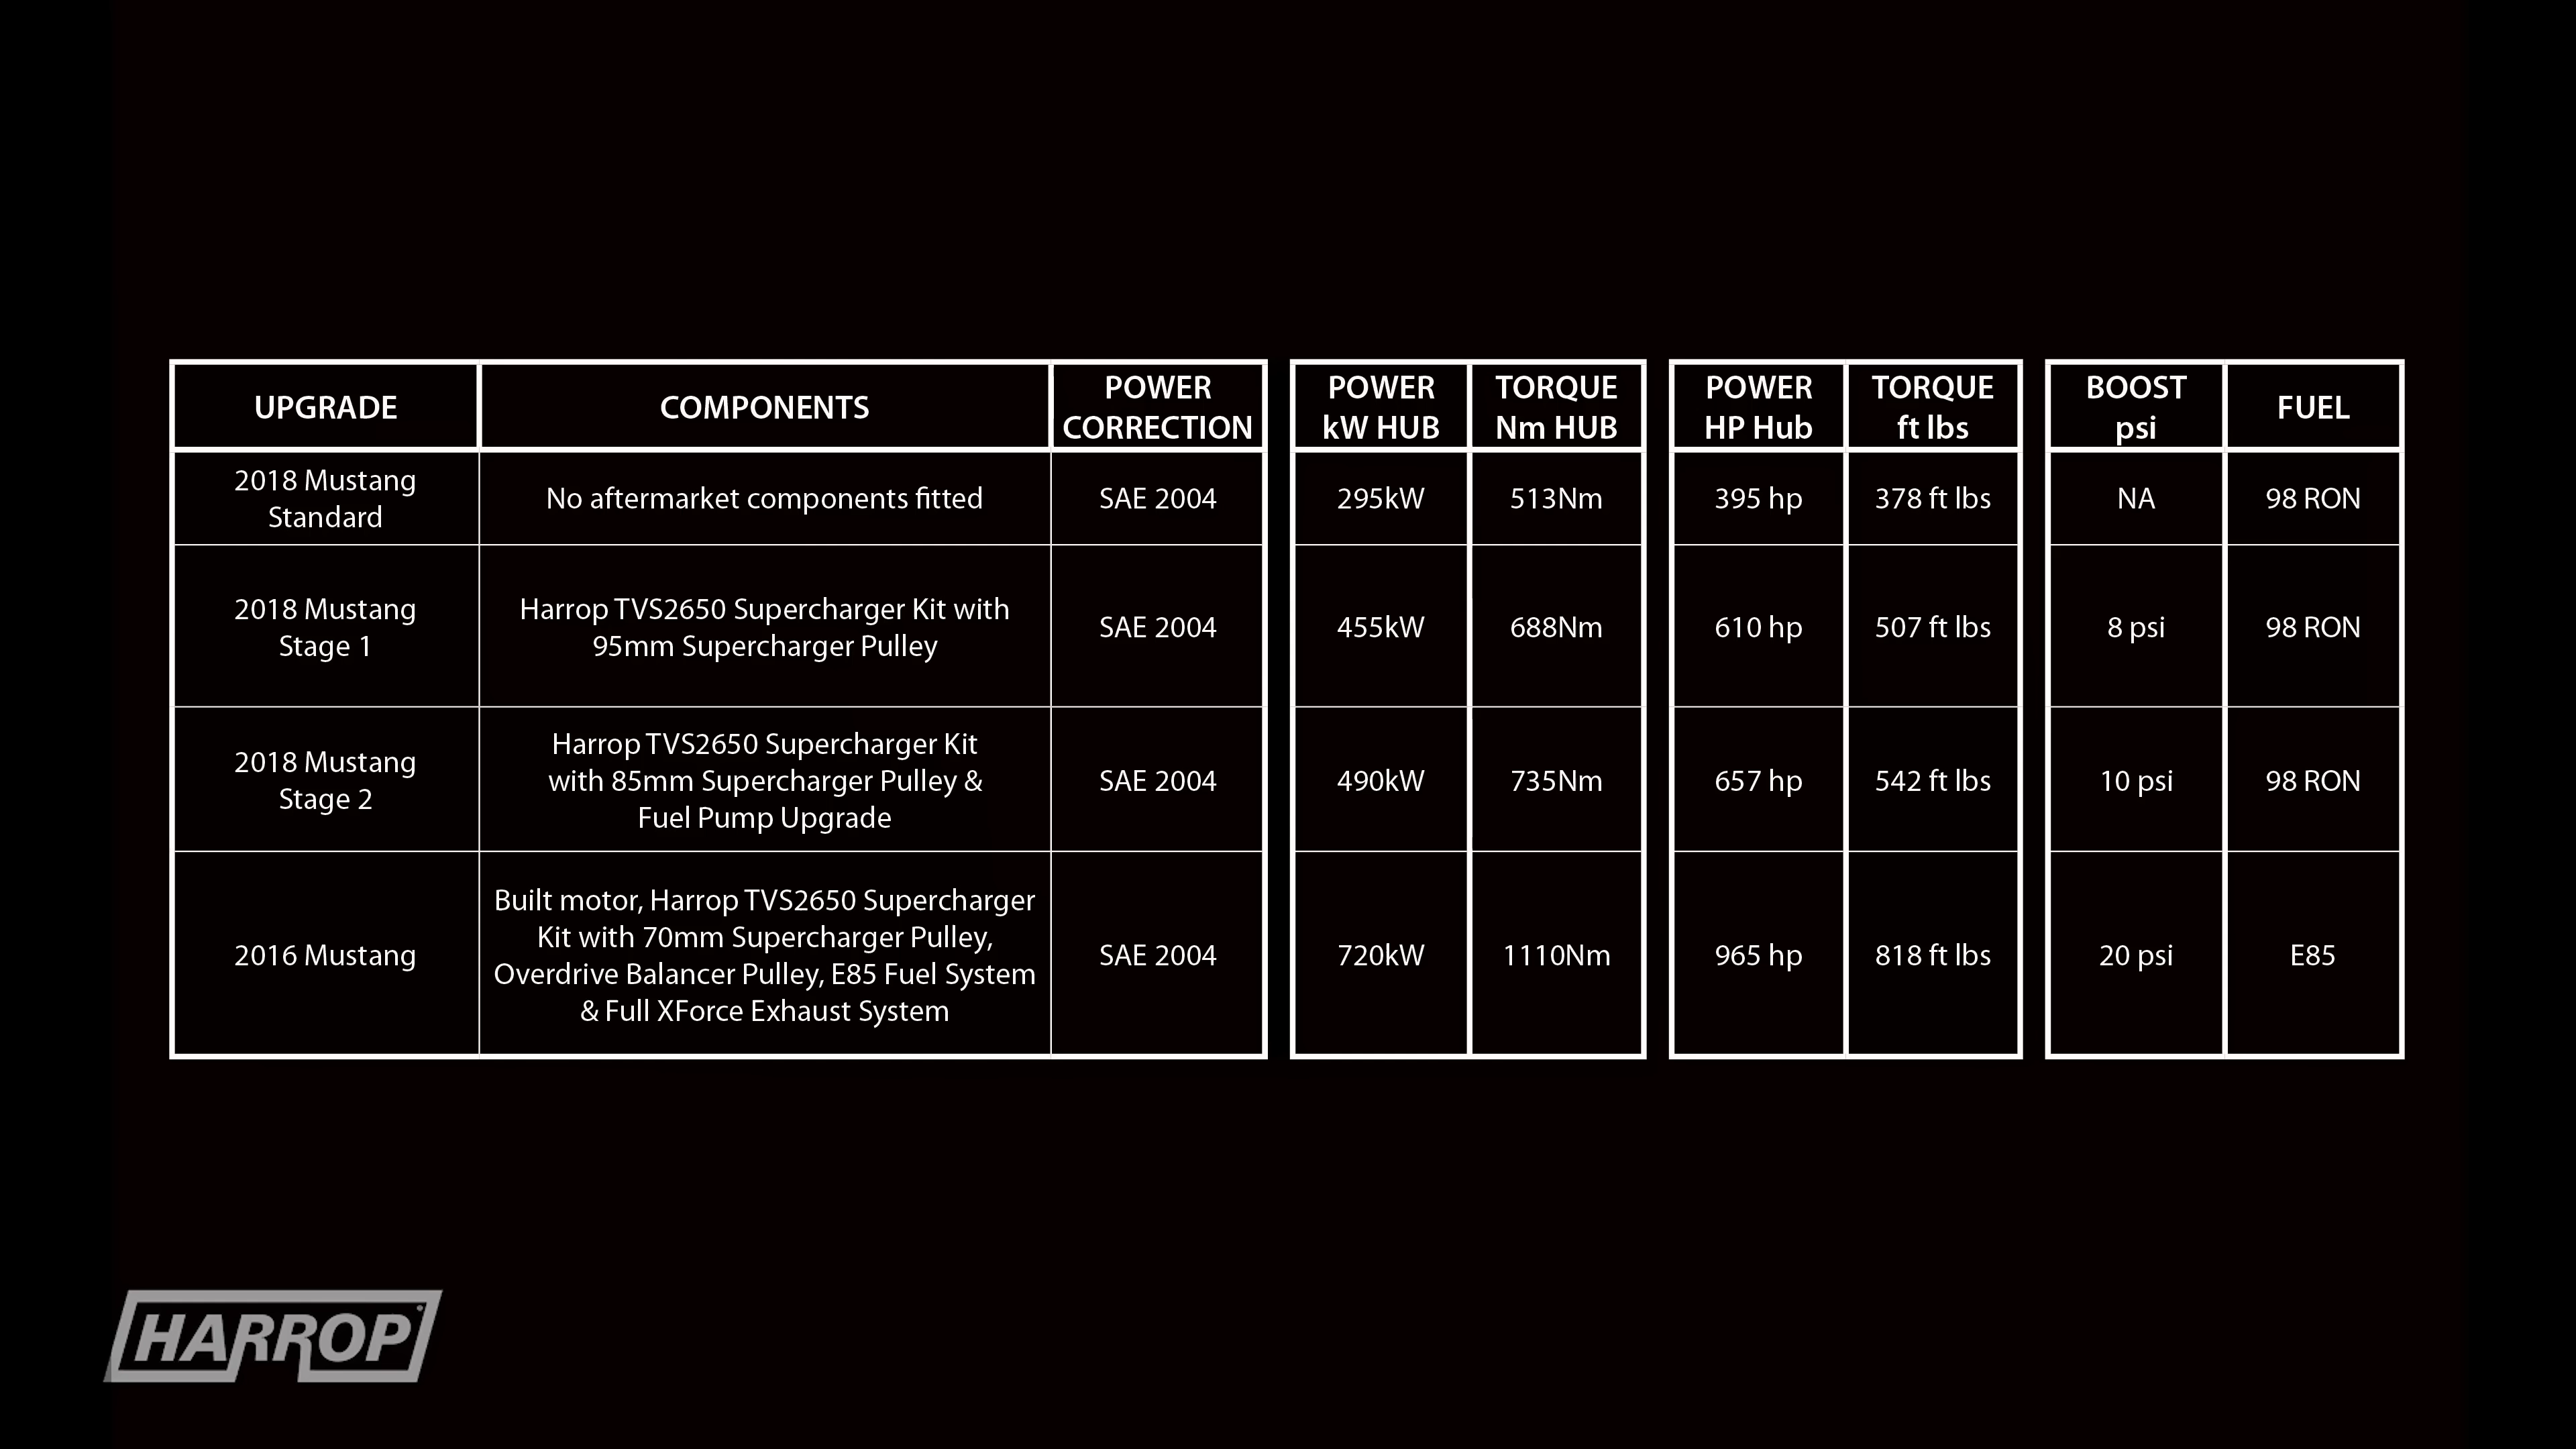 UPGRADE
COMPONENTS
POWER
CORRECTION
POWER
kW HUB
TORQUE
Nm HUB
POWER
HP Hub
TORQUE
ft lbs
BOOST
psi
FUEL
2018 Mustang
Standard
No aftermarket components fitted
SAE 2004
295kW
513Nm
395 hp
378 ft lbs
NA
98 RON
2018 Mustang
Stage 1
Harrop TVS2650 Supercharger Kit with
95mm Supercharger Pulley
SAE 2004
455kW
688Nm
610 hp
507 ft lbs
8 psi
98 RON
2018 Mustang
Stage 2
Harrop TVS2650 Supercharger Kit
with 85mm Supercharger Pulley &
Fuel Pump Upgrade
SAE 2004
490kW
735Nm
657 hp
542 ft lbs
10 psi
98 RON
2016 Mustang
Built motor, Harrop TVS2650 Supercharger
Kit with 70mm Supercharger Pulley,
Overdrive Balancer Pulley, E85 Fuel System
& Full XForce Exhaust System
SAE 2004
720kW
1110Nm
965 hp
818 ft lbs
20 psi
E85
HARROP